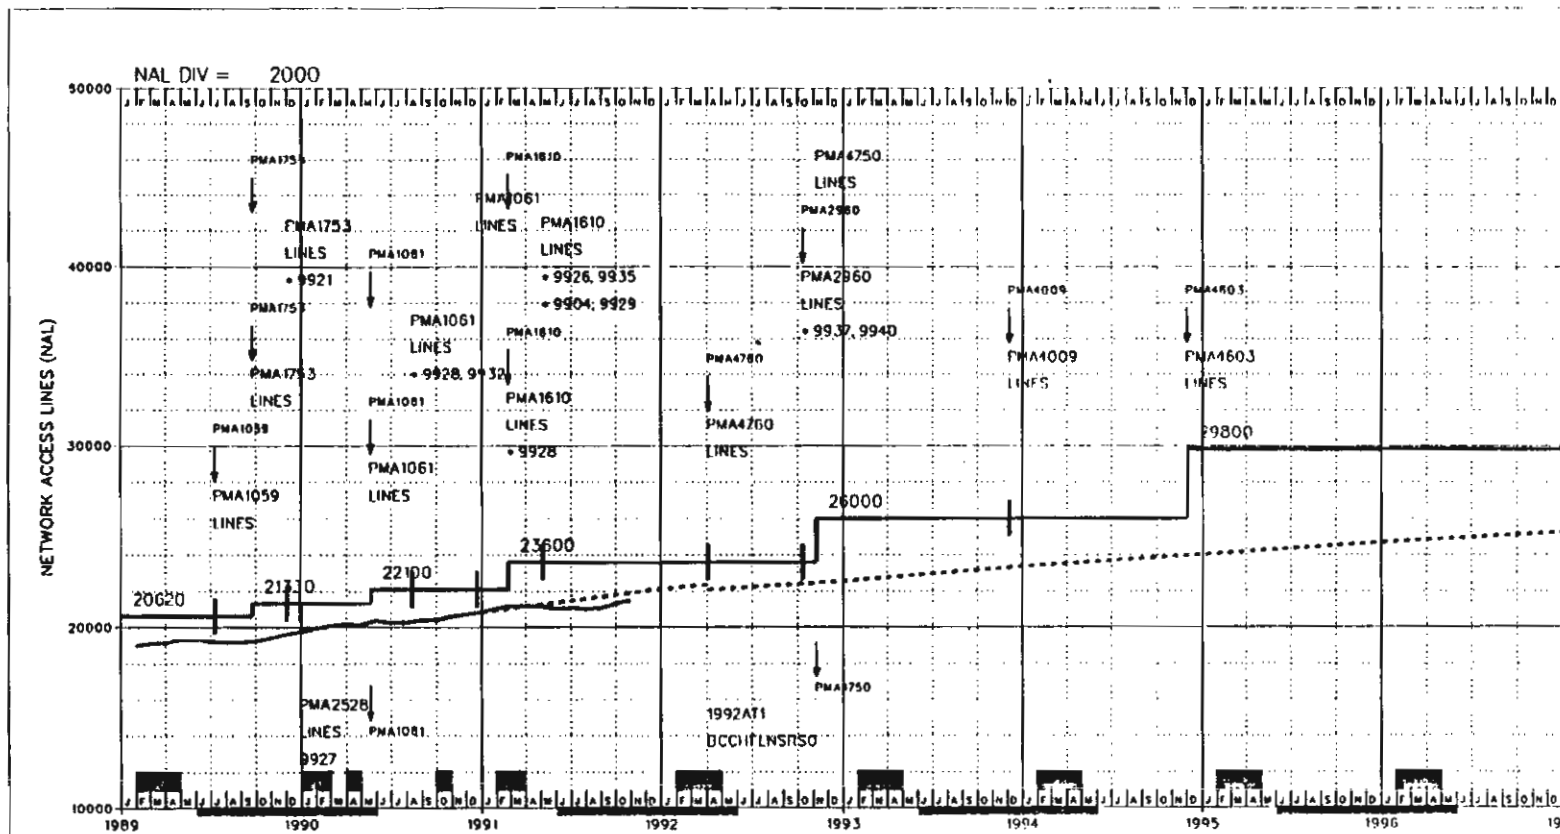 NAL DIV = 2000
50000
J F M A M J J A S O N D J F M A M J J A S O N D J F M A M J J A S O N D J F M A M J J A S O N D J F M A M J J A S O N D J F M A M J J A S O N D J F M A M J J A S O N D J F M A M J J A S O N D
PMA1753
PMA1610
PMA4750
LINES
PMA1061
LINES
PMA2960
PMA1753
LINES
• 9921
PMA1061
PMA1610
LINES
• 9926, 9935
• 9904, 9929
40000
PMA2960
LINES
• 9937, 9940
PMA4009
PMA4603
PMA1753
PMA1061
LINES
• 9928, 9932
PMA1610
PMA4760
PMA4009
LINES
PMA4603
LINES
PMA1753
LINES
PMA1061
PMA1610
LINES
• 9928
PMA4760
LINES
PMA1059
30000
29800
PMA1059
LINES
PMA1061
LINES
NETWORK ACCESS LINES (NAL)
26000
23600
22100
21310
20620
20000
PMA4750
PMA2528
LINES
9927
PMA1061
1992AT1
J F M A M J J A S O N D J F M A M J J A S O N D J F M A M J J A S O N D J F M A M J J A S O N D J F M A M J J A S O N D J F M A M J J A S O N D J F M A M J J A S O N D J F M A M J J A S O N D
10000
1989 1990 1991 1992 1993 1994 1995 1996